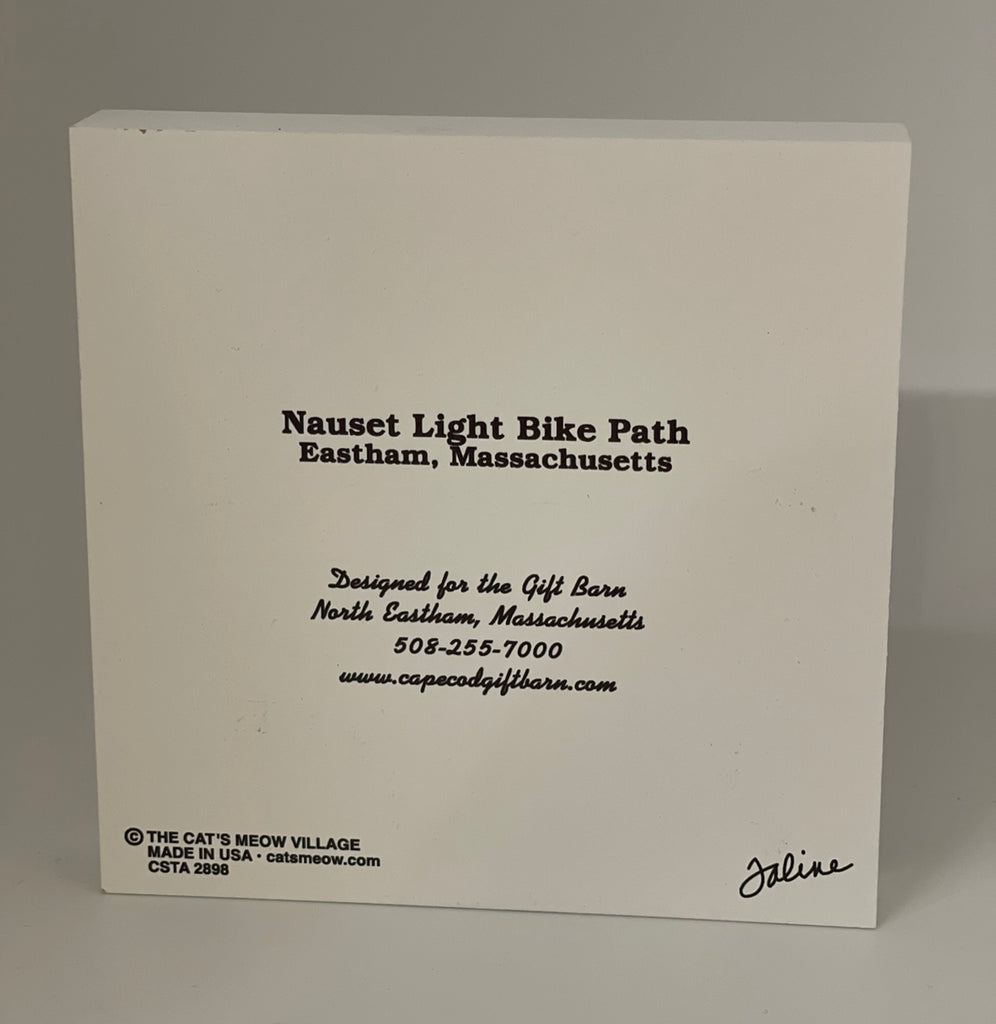 Nauset Light Bike Path
Eastham, Massachusetts
Designed for the Gift Barn
North Eastham, Massachusetts
508-255-7000
www.capecodgiftbarn.com
© THE CAT'S MEOW VILLAGE
MADE IN USA · catsmeow.com
CSTA 2898
Faline